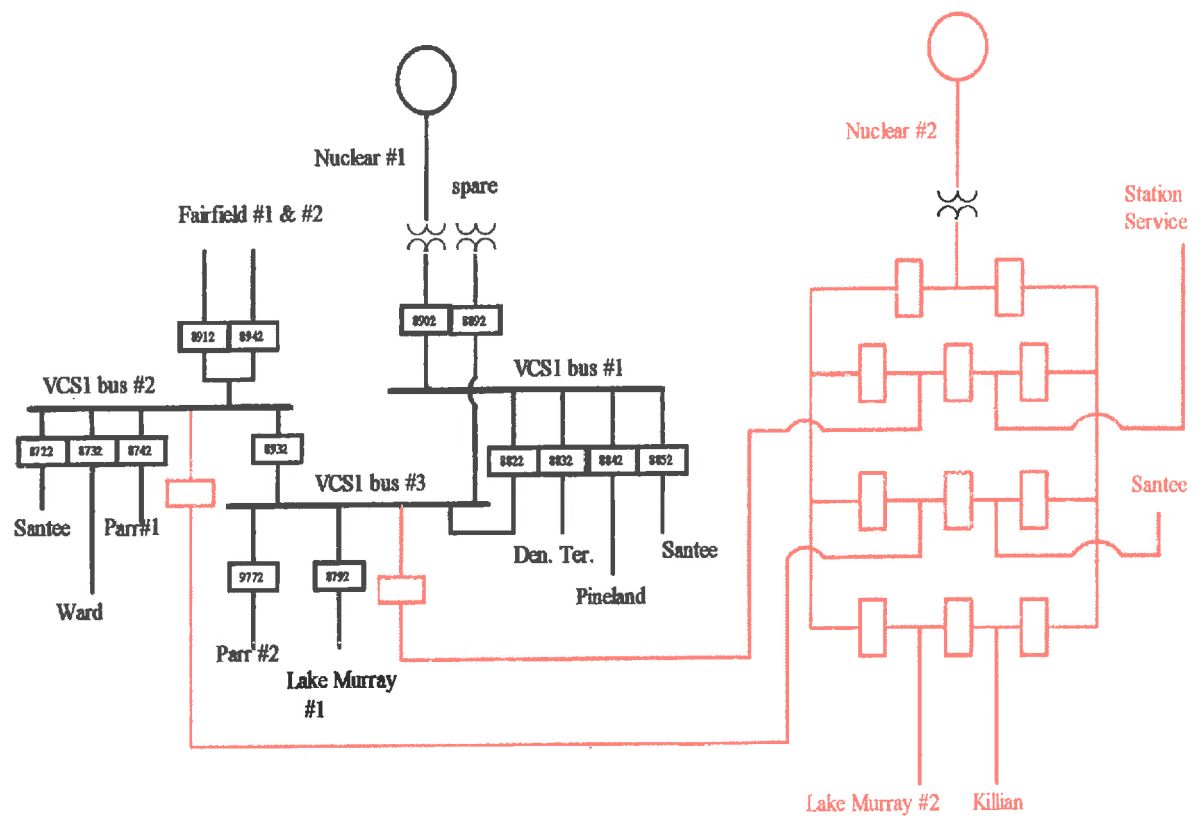 Nuclear #2
Nuclear #1
spare
Station
Service
Fairfield #1 & #2
8902
8892
8912
8942
VCS1 bus #1
VCS1 bus #2
8722
8732
8742
8932
8822
8832
8842
8852
VCS1 bus #3
Santee
Santee
Parr#1
Den. Ter.
Santee
9772
8792
Pineland
Ward
Parr #2
Lake Murray
#1
Lake Murray #2
Killian